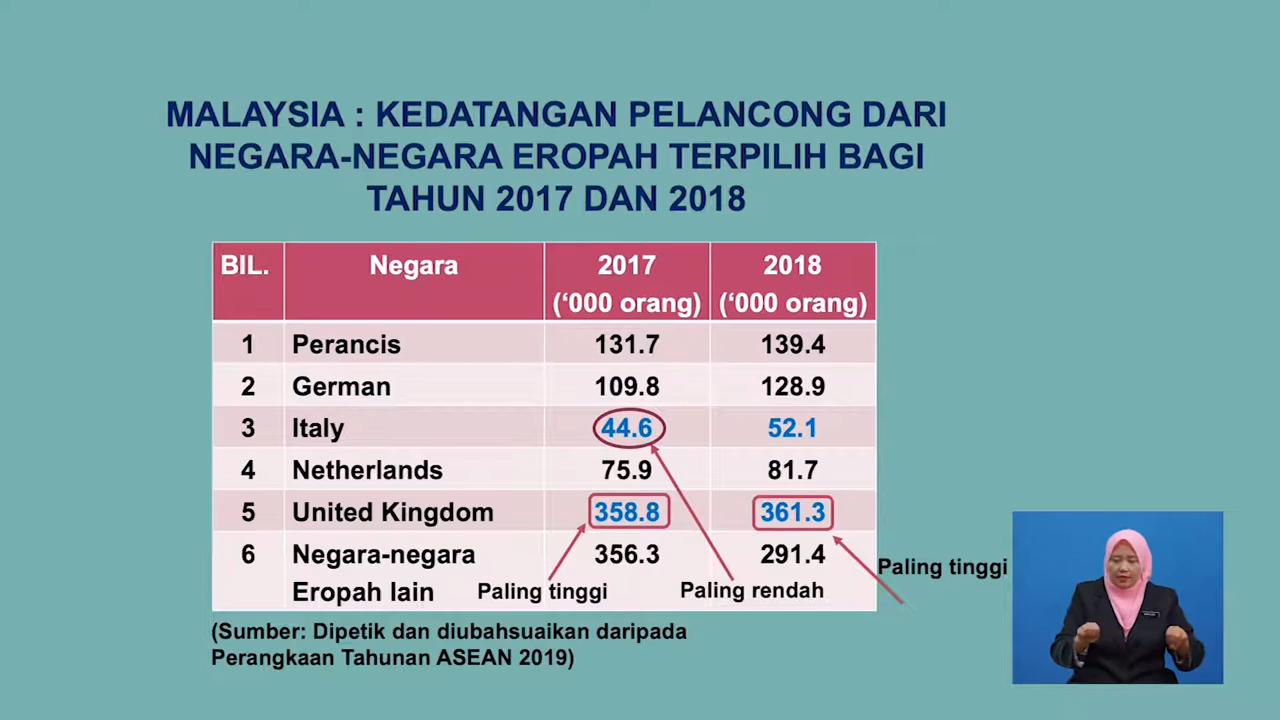 MALAYSIA : KEDATANGAN PELANCONG DARI
NEGARA-NEGARA EROPAH TERPILIH BAGI
TAHUN 2017 DAN 2018
BIL. Negara 2017 2018
(‘000 orang) (‘000 orang)
1 Perancis 131.7 139.4
2 German 109.8 128.9
3 Italy 44.6 52.1
4 Netherlands 75.9 81.7
5 United Kingdom 358.8 361.3
6 Negara-negara 356.3 291.4
Paling tinggi
Eropah lain Paling tinggi Paling rendah
(Sumber: Dipetik dan diubahsuaikan daripada
Perangkaan Tahunan ASEAN 2019)